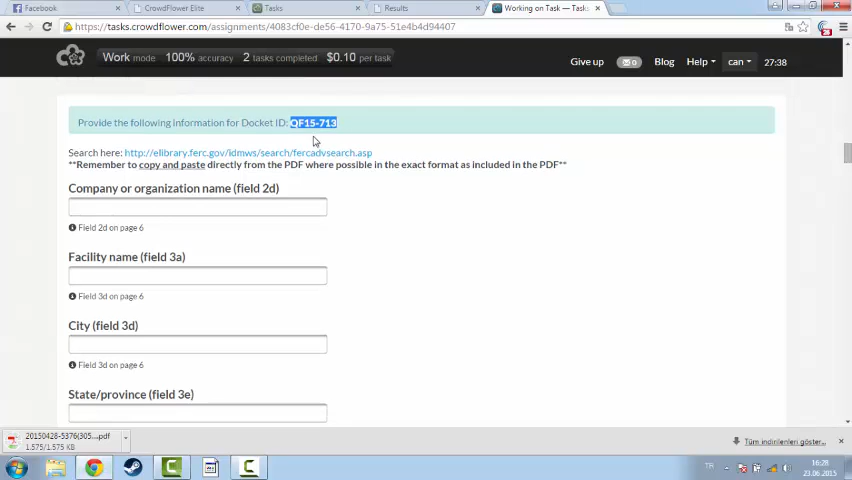 Facebook
CrowdFlower Elite
Tasks
Results
Working on Task — Tasks
https://tasks.crowdflower.com/assignments/4083cf0e-de56-4170-9a75-51e4b4d94407
Work mode 100% accuracy 2 tasks completed $0.10 per task
Give up
Blog
Help
can
27:38
Provide the following information for Docket ID: QF15-713
Search here: http://elibrary.ferc.gov/idmws/search/fercadvsearch.asp
**Remember to copy and paste directly from the PDF where possible in the exact format as included in the PDF**
Company or organization name (field 2d)
Field 2d on page 6
Facility name (field 3a)
Field 3d on page 6
City (field 3d)
Field 3d on page 6
State/province (field 3e)
20150428-5376(305....pdf
1.575/1.575 KB
Tüm indirilenleri göster...
TR
16:28
23.06.2015